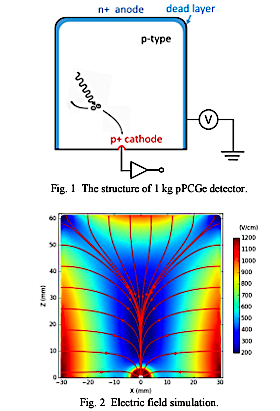 n+ anode
dead layer
p-type
p+ cathode
V
Fig. 1 The structure of 1 kg pPCGe detector.
(V/cm)
60
50
40
30
20
10
0
Z (mm)
1200
1100
1000
900
800
700
600
500
400
300
200
−30 −20 −10 0 10 20 30
X (mm)
Fig. 2 Electric field simulation.